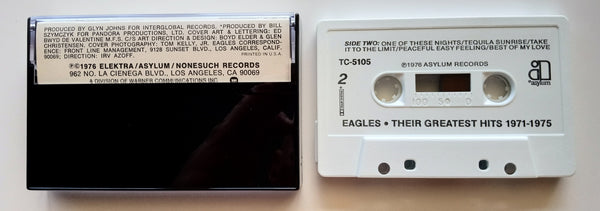 PRODUCED BY GLYN JOHNS FOR INTERGLOBAL RECORDS. *PRODUCED BY BILL
SZYMCZYK FOR PANDORA PRODUCTIONS, LTD. COVER ART & LETTERING: ED
BWYD DE VALENTINE M.F.S. C/S ART DIRECTION & DESIGN: BOYD ELDER & GLEN
CHRISTENSEN. COVER PHOTOGRAPHY: TOM KELLY, JR. EAGLES CORRESPOND-
ENCE: FRONT LINE MANAGEMENT, 9128 SUNSET BLVD., LOS ANGELES, CALIF.
90069; DIRECTION: IRV AZOFF.
PRINTED IN U.S.A.
℗©1976 ELEKTRA/ASYLUM/NONESUCH RECORDS
962 NO. LA CIENEGA BLVD., LOS ANGELES, CA 90069
A DIVISION OF WARNER COMMUNICATIONS INC.
SIDE TWO: ONE OF THESE NIGHTS/TEQUILA SUNRISE/TAKE
IT TO THE LIMIT/PEACEFUL EASY FEELING/BEST OF MY LOVE
TC-5105
℗1976 ASYLUM RECORDS
asylum
2
100 50 0
EAGLES • THEIR GREATEST HITS 1971-1975